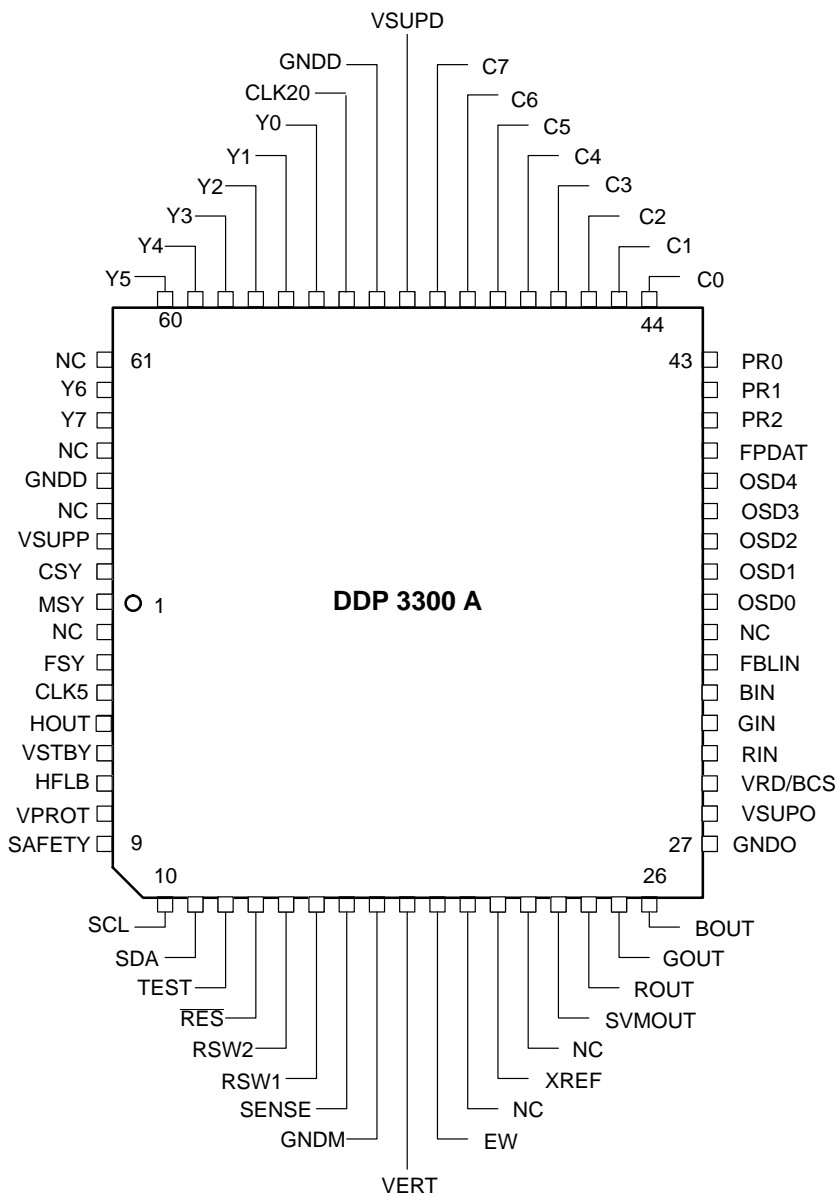 VSUPD
GNDD
C7
CLK20
C6
Y0
C5
Y1
C4
Y2
C3
Y3
C2
Y4
C1
Y5
C0
60
44
NC
61
43
PR0
Y6
PR1
Y7
PR2
NC
FPDAT
GNDD
OSD4
NC
OSD3
VSUPP
OSD2
CSY
OSD1
MSY
1
DDP 3300 A
OSD0
NC
NC
FSY
FBLIN
CLK5
BIN
HOUT
GIN
VSTBY
RIN
HFLB
VRD/BCS
VPROT
VSUPO
SAFETY
9
27
GNDO
10
26
SCL
BOUT
SDA
GOUT
TEST
ROUT
RES
SVMOUT
RSW2
NC
RSW1
XREF
SENSE
NC
GNDM
EW
VERT